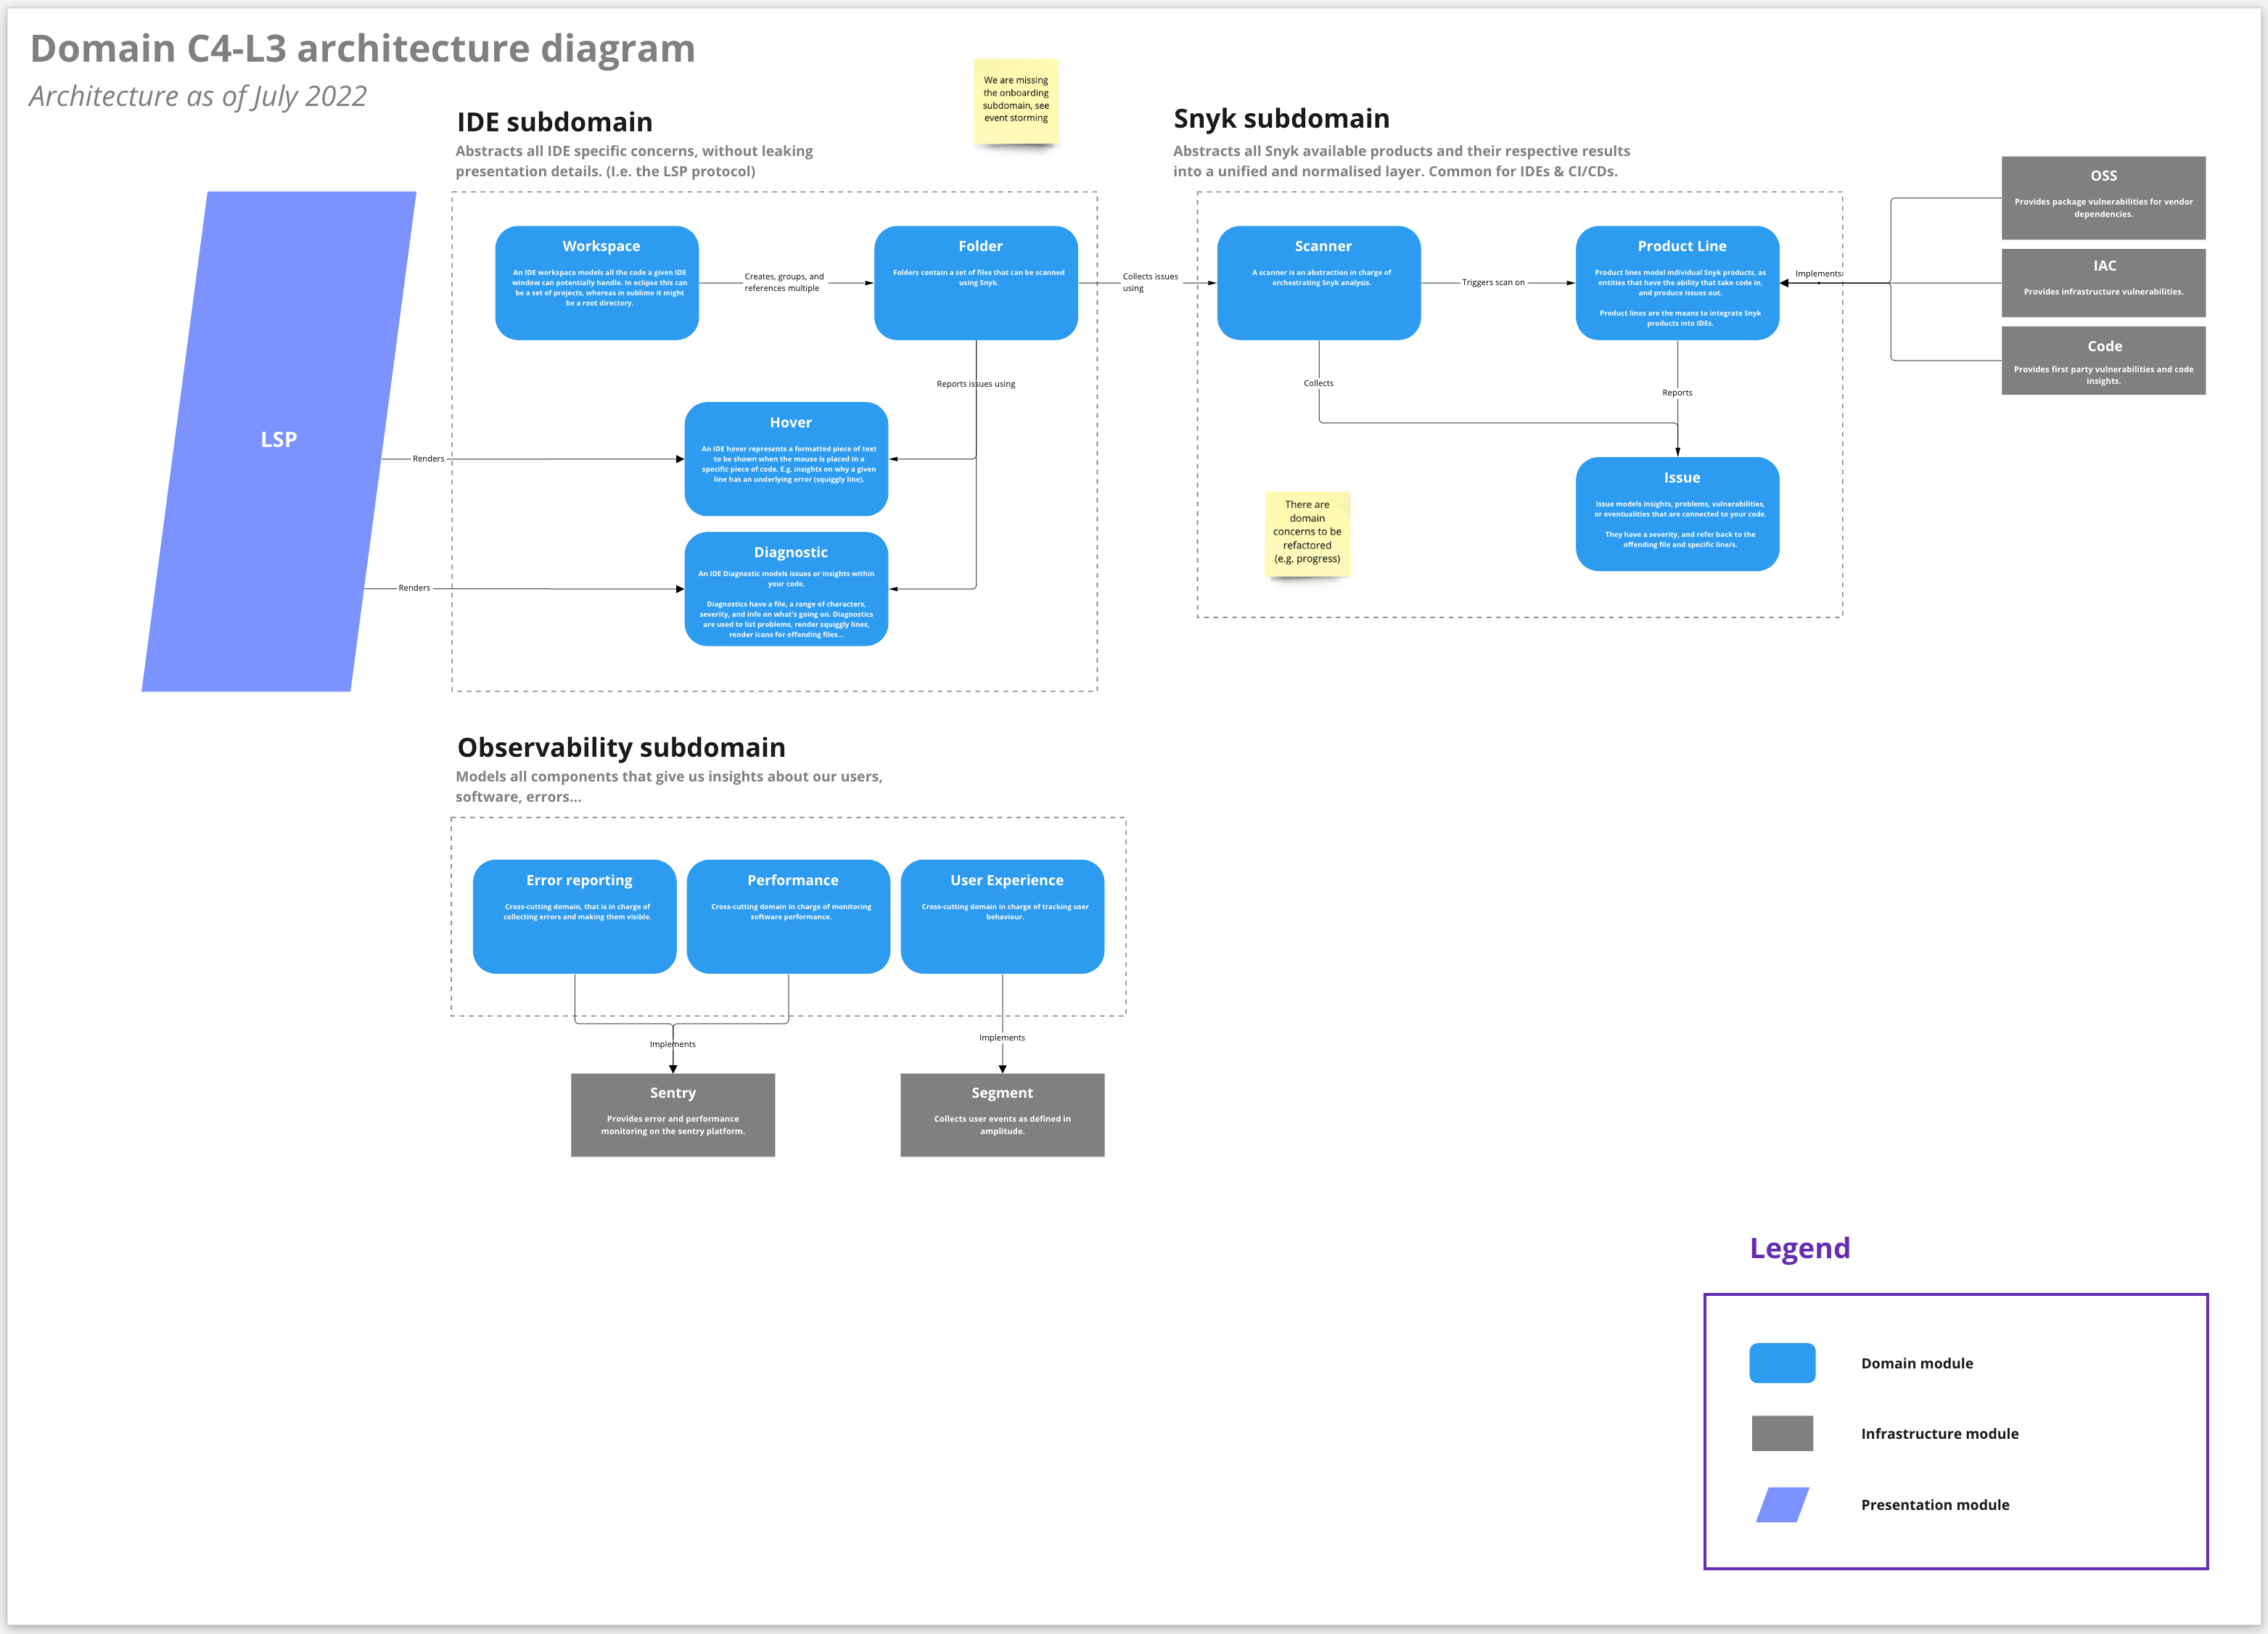 Domain C4-L3 architecture diagram
Architecture as of July 2022
We are missing
the onboarding
subdomain, see
event storming
IDE subdomain
Abstracts all IDE specific concerns, without leaking
presentation details. (I.e. the LSP protocol)
Snyk subdomain
Abstracts all Snyk available products and their respective results
into a unified and normalised layer. Common for IDEs & CI/CDs.
LSP
Workspace
An IDE workspace models all the code a given IDE
window can potentially handle. In eclipse this can
be a set of projects, whereas in sublime it might
be a root directory.
Creates, groups, and
references multiple
Folder
Folders contain a set of files that can be scanned
using Snyk.
Collects issues
using
Reports issues using
Renders
Hover
An IDE hover represents a formatted piece of text
to be shown when the mouse is placed in a
specific piece of code. E.g. insights on why a given
line has an underlying error (squiggly line).
Renders
Diagnostic
An IDE Diagnostic models issues or insights within
your code.
Diagnostics have a file, a range of characters,
severity, and info on what's going on. Diagnostics
are used to list problems, render squiggly lines,
render icons for offending files...
Scanner
A scanner is an abstraction in charge of
orchestrating Snyk analysis.
Triggers scan on
Product Line
Product lines model individual Snyk products, as
entities that have the ability that take code in,
and produce issues out.
Product lines are the means to integrate Snyk
products into IDEs.
Implements
OSS
Provides package vulnerabilities for vendor
dependencies.
IAC
Provides infrastructure vulnerabilities.
Code
Provides first party vulnerabilities and code
insights.
Collects
Reports
Issue
Issue models insights, problems, vulnerabilities,
or eventualities that are connected to your code.
They have a severity, and refer back to the
offending file and specific line/s.
There are
domain
concerns to be
refactored
(e.g. progress)
Observability subdomain
Models all components that give us insights about our users,
software, errors...
Error reporting
Cross-cutting domain, that is in charge of
collecting errors and making them visible.
Performance
Cross-cutting domain in charge of monitoring
software performance.
User Experience
Cross-cutting domain in charge of tracking user
behaviour.
Implements
Implements
Sentry
Provides error and performance
monitoring on the sentry platform.
Segment
Collects user events as defined in
amplitude.
Legend
Domain module
Infrastructure module
Presentation module